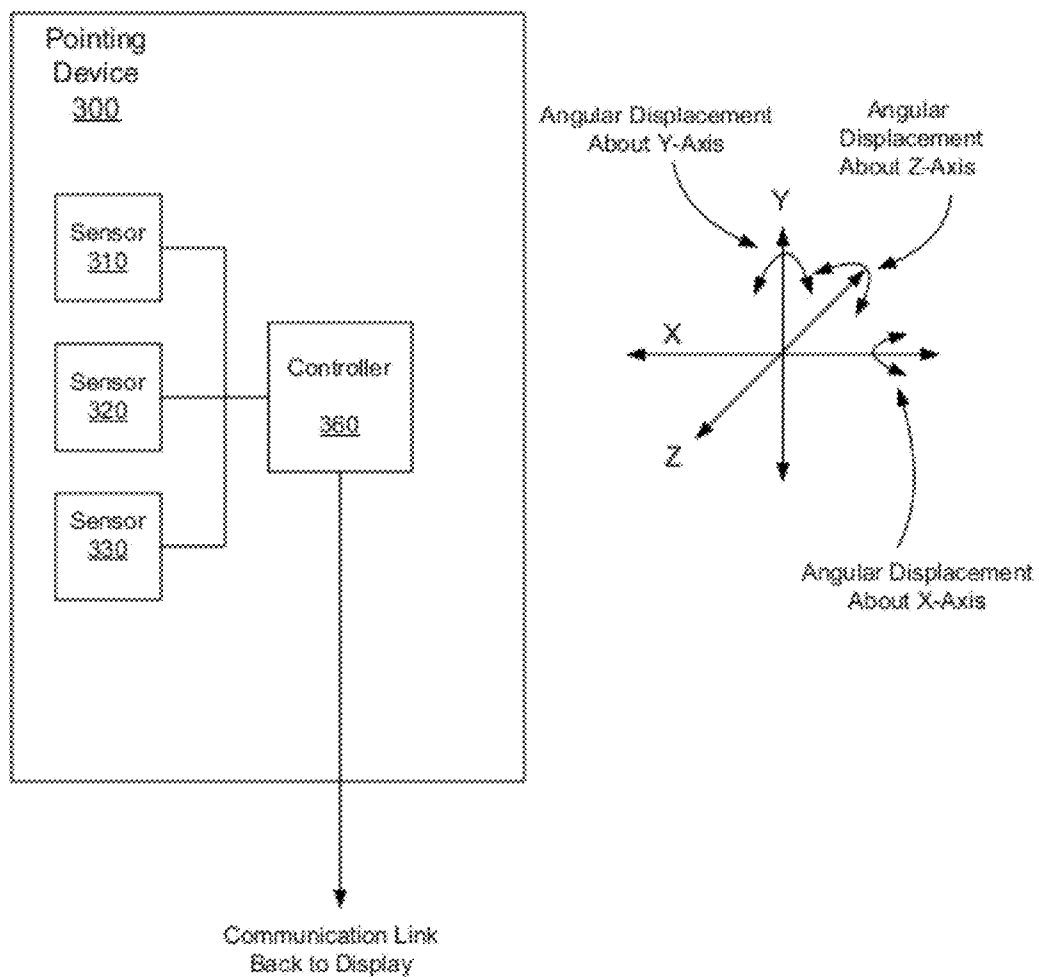 Pointing
Device
300
Sensor
310
Sensor
320
Sensor
330
Controller
360
Communication Link
Back to Display
Angular Displacement
About Y-Axis
Angular
Displacement
About Z-Axis
Y
X
Z
Angular Displacement
About X-Axis